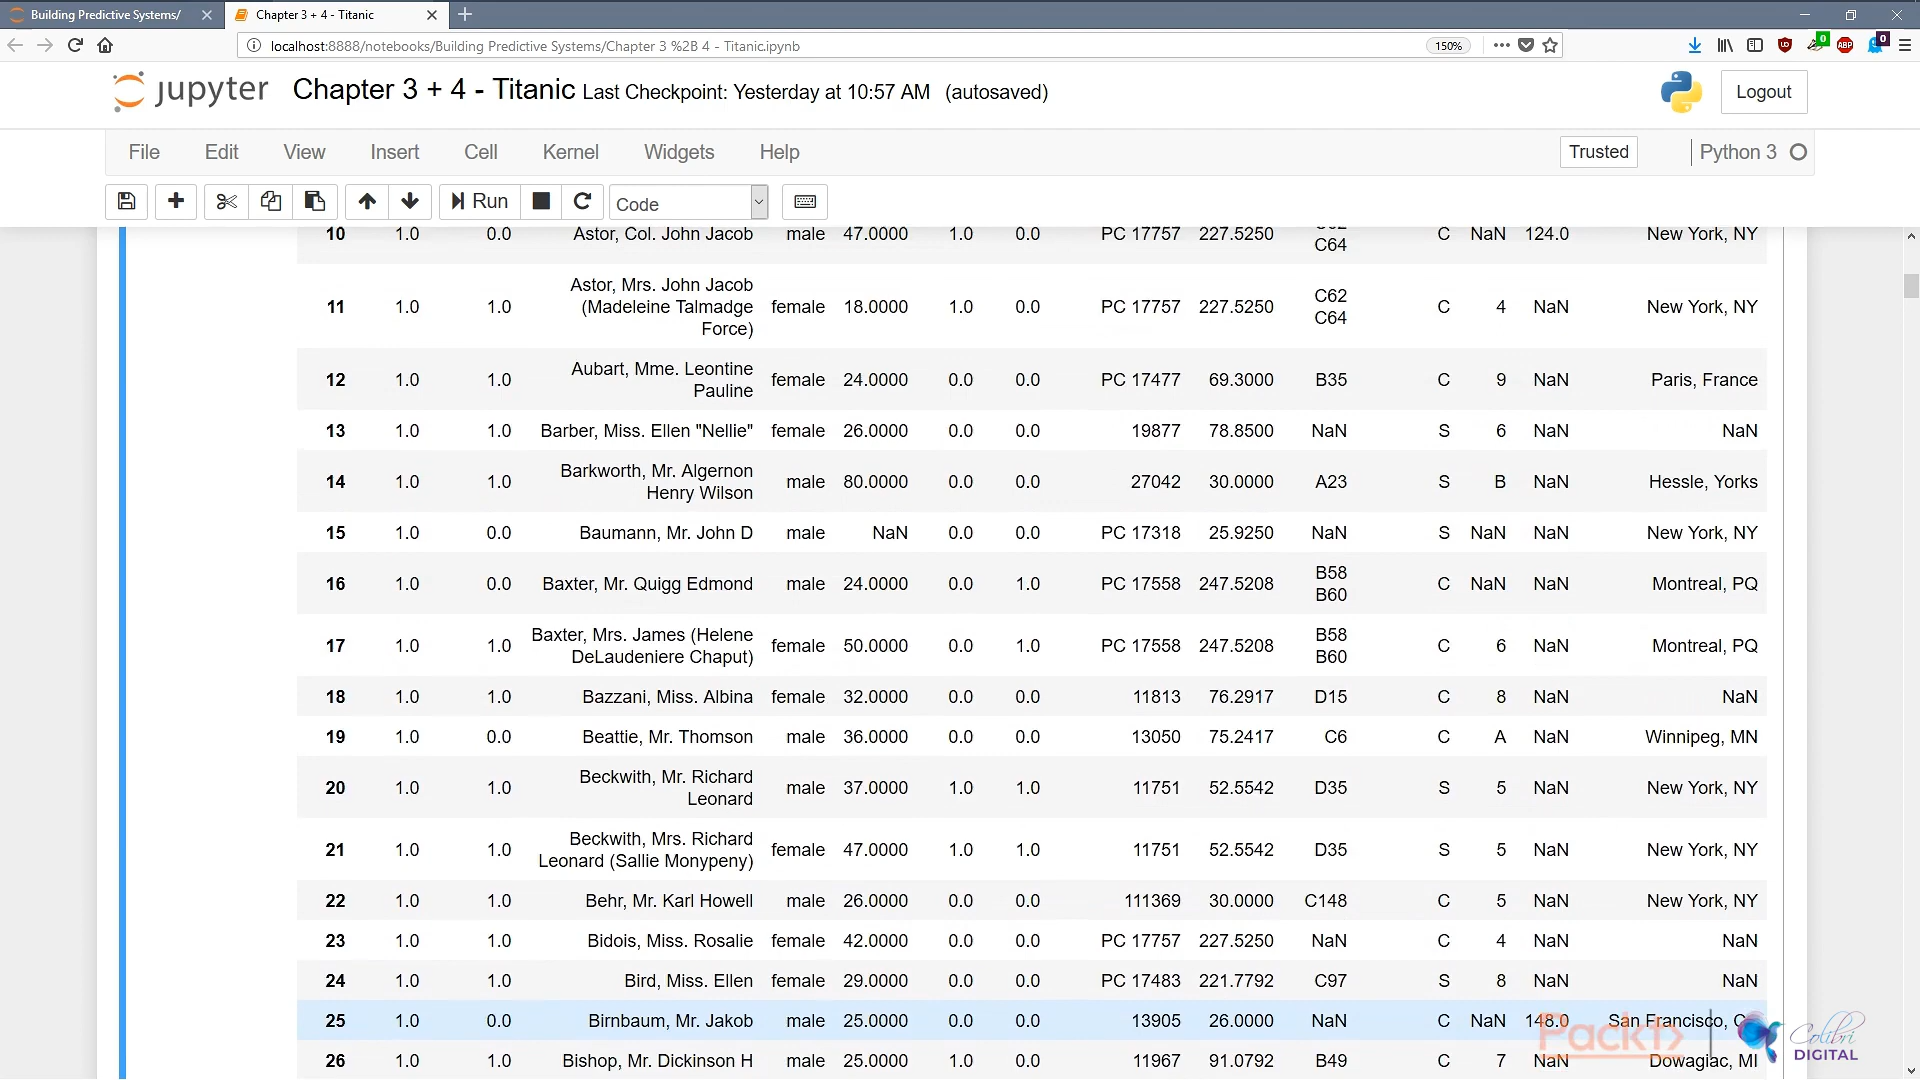 Building Predictive Systems/
Chapter 3 + 4 - Titanic
localhost:8888/notebooks/Building Predictive Systems/Chapter 3 %2B 4 - Titanic.ipynb
150%
0
ABP
0
jupyter Chapter 3 + 4 - Titanic Last Checkpoint: Yesterday at 10:57 AM (autosaved)
Logout
File Edit View Insert Cell Kernel Widgets Help
Trusted
Python 3
Run
Code
10 1.0 0.0 Astor, Col. John Jacob male 47.0000 1.0 0.0 PC 17757 227.5250 C NaN 124.0 New York, NY
C64
Astor, Mrs. John Jacob
(Madeleine Talmadge
Force)
11 1.0 1.0 female 18.0000 1.0 0.0 PC 17757 227.5250 C62 C 4 NaN New York, NY
C64
Aubart, Mme. Leontine
Pauline
12 1.0 1.0 female 24.0000 0.0 0.0 PC 17477 69.3000 B35 C 9 NaN Paris, France
13 1.0 1.0 Barber, Miss. Ellen "Nellie" female 26.0000 0.0 0.0 19877 78.8500 NaN S 6 NaN NaN
Barkworth, Mr. Algernon
Henry Wilson
14 1.0 1.0 male 80.0000 0.0 0.0 27042 30.0000 A23 S B NaN Hessle, Yorks
15 1.0 0.0 Baumann, Mr. John D male NaN 0.0 0.0 PC 17318 25.9250 NaN S NaN NaN New York, NY
16 1.0 0.0 Baxter, Mr. Quigg Edmond male 24.0000 0.0 1.0 PC 17558 247.5208 B58 C NaN NaN Montreal, PQ
B60
Baxter, Mrs. James (Helene
DeLaudeniere Chaput)
17 1.0 1.0 female 50.0000 0.0 1.0 PC 17558 247.5208 B58 C 6 NaN Montreal, PQ
B60
18 1.0 1.0 Bazzani, Miss. Albina female 32.0000 0.0 0.0 11813 76.2917 D15 C 8 NaN NaN
19 1.0 0.0 Beattie, Mr. Thomson male 36.0000 0.0 0.0 13050 75.2417 C6 C A NaN Winnipeg, MN
Beckwith, Mr. Richard
Leonard
20 1.0 1.0 male 37.0000 1.0 1.0 11751 52.5542 D35 S 5 NaN New York, NY
Beckwith, Mrs. Richard
Leonard (Sallie Monypeny)
21 1.0 1.0 female 47.0000 1.0 1.0 11751 52.5542 D35 S 5 NaN New York, NY
22 1.0 1.0 Behr, Mr. Karl Howell male 26.0000 0.0 0.0 111369 30.0000 C148 C 5 NaN New York, NY
23 1.0 1.0 Bidois, Miss. Rosalie female 42.0000 0.0 0.0 PC 17757 227.5250 NaN C 4 NaN NaN
24 1.0 1.0 Bird, Miss. Ellen female 29.0000 0.0 0.0 PC 17483 221.7792 C97 S 8 NaN NaN
25 1.0 0.0 Birnbaum, Mr. Jakob male 25.0000 0.0 0.0 13905 26.0000 NaN C NaN 148.0 San Francisco,
26 1.0 1.0 Bishop, Mr. Dickinson H male 25.0000 1.0 0.0 11967 91.0792 B49 C 7 NaN Dowagiac, MI
Packt
Colibri
DIGITAL